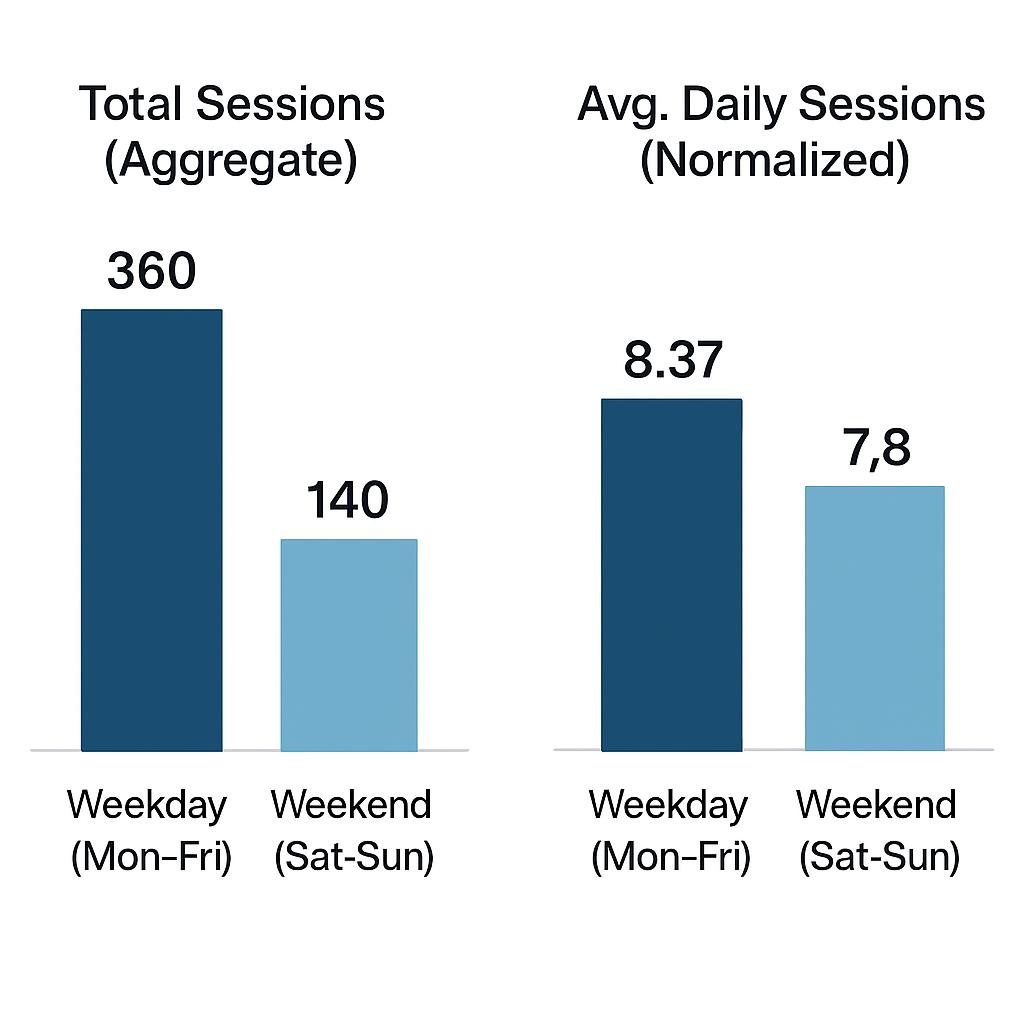 Total Sessions
(Aggregate)
360
140
Weekday
(Mon–Fri)
Weekend
(Sat-Sun)
Avg. Daily Sessions
(Normalized)
8.37
7,8
Weekday
(Mon–Fri)
Weekend
(Sat-Sun)